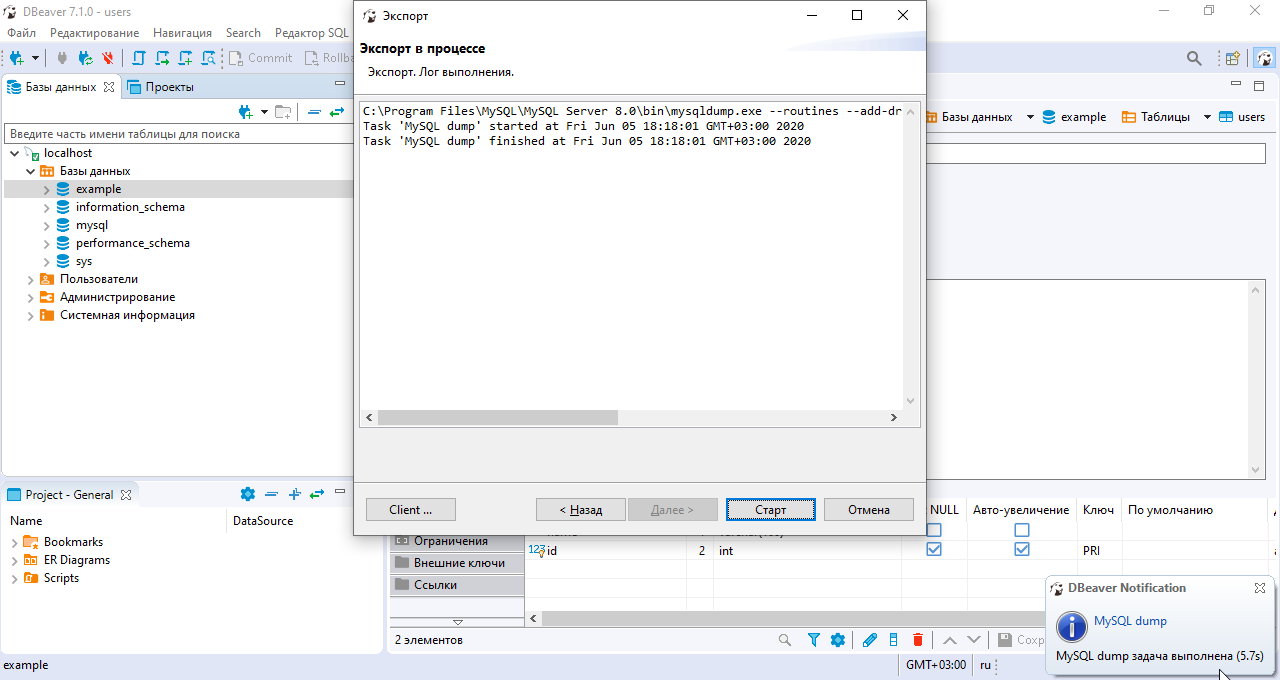 DBeaver 7.1.0 - users
Файл Редактирование Навигация Search Редактор SQL
Commit Rollba
Базы данных Проекты
Введите часть имени таблицы для поиска
localhost
Базы данных
example
information_schema
mysql
performance_schema
sys
Пользователи
Администрирование
Системная информация
Project - General
Name DataSource
Bookmarks
ER Diagrams
Scripts
Экспорт
Экспорт в процессе
Экспорт. Лог выполнения.
C:\Program Files\MySQL\MySQL Server 8.0\bin\mysqldump.exe --routines --add-dr
Task 'MySQL dump' started at Fri Jun 05 18:18:01 GMT+03:00 2020
Task 'MySQL dump' finished at Fri Jun 05 18:18:01 GMT+03:00 2020
Client ... < Назад Далее > Старт Отмена
Базы данных example Таблицы users
NULL Авто-увеличение Ключ По умолчанию
Ограничения
Внешние ключи
Ссылки
123 id 2 int PRI
2 элементов Сохр
DBeaver Notification
MySQL dump
MySQL dump задача выполнена (5.7s)
example GMT+03:00 ru